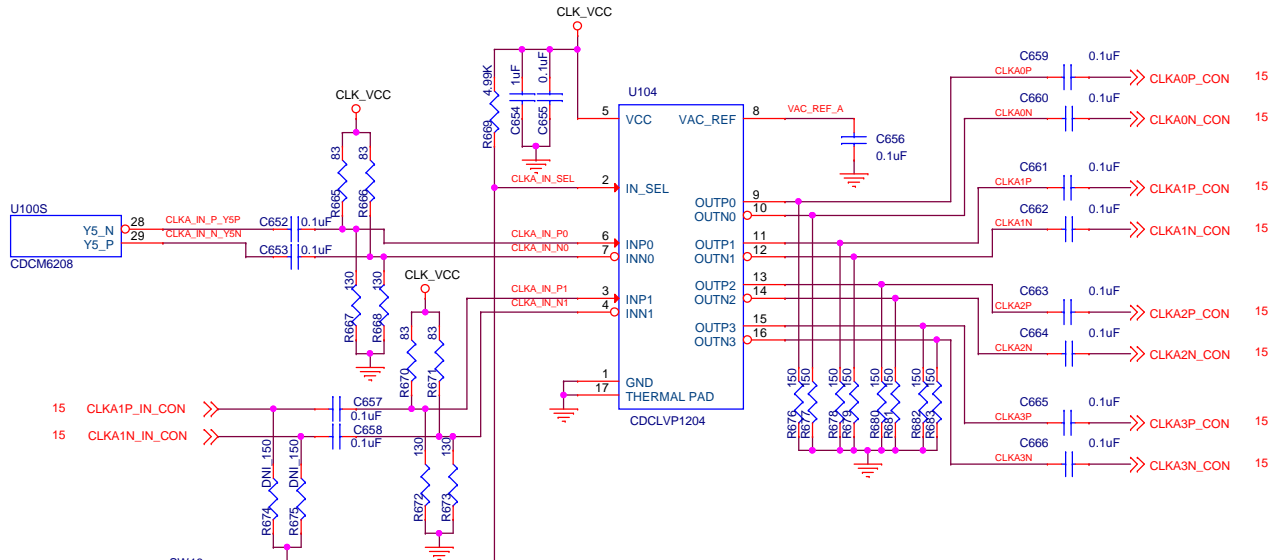 CLK_VCC
C659 0.1uF
CLKA0P CLKA0P_CON 15
4.99K 1uF 0.1uF
R669 C654 C655
U104
CLK_VCC
5 VCC VAC_REF 8 VAC_REF_A
C660 0.1uF
CLKA0N CLKA0N_CON 15
C656
0.1uF
83 83
R665 R666
C661 0.1uF
CLKA1P CLKA1P_CON 15
CLKA_IN_SEL 2 IN_SEL
OUTP0 9
OUTN0 10
U100S
C662 0.1uF
CLKA1N CLKA1N_CON 15
Y5_N 28 CLKA_IN_P_Y5P C652 0.1uF
Y5_P 29 CLKA_IN_N_Y5N C653 0.1uF
CDCM6208
CLKA_IN_P0 6 INP0 OUTP1 11
CLKA_IN_N0 7 INN0 OUTN1 12
CLK_VCC
130 130
R667 R668
CLKA_IN_P1 3 INP1 OUTP2 13
CLKA_IN_N1 4 INN1 OUTN2 14
C663 0.1uF
CLKA2P CLKA2P_CON 15
OUTP3 15
OUTN3 16
C664 0.1uF
CLKA2N CLKA2N_CON 15
83 83
R670 R671
1 GND
17 THERMAL PAD
CDCLVP1204
150 150 150 150 150 150 150 150
R676 R677 R678 R679 R680 R681 R682 R683
15 CLKA1P_IN_CON C657
0.1uF
15 CLKA1N_IN_CON C658
0.1uF
C665 0.1uF
CLKA3P CLKA3P_CON 15
C666 0.1uF
CLKA3N CLKA3N_CON 15
DNI_150 DNI_150
R674 R675
130 130
R672 R673